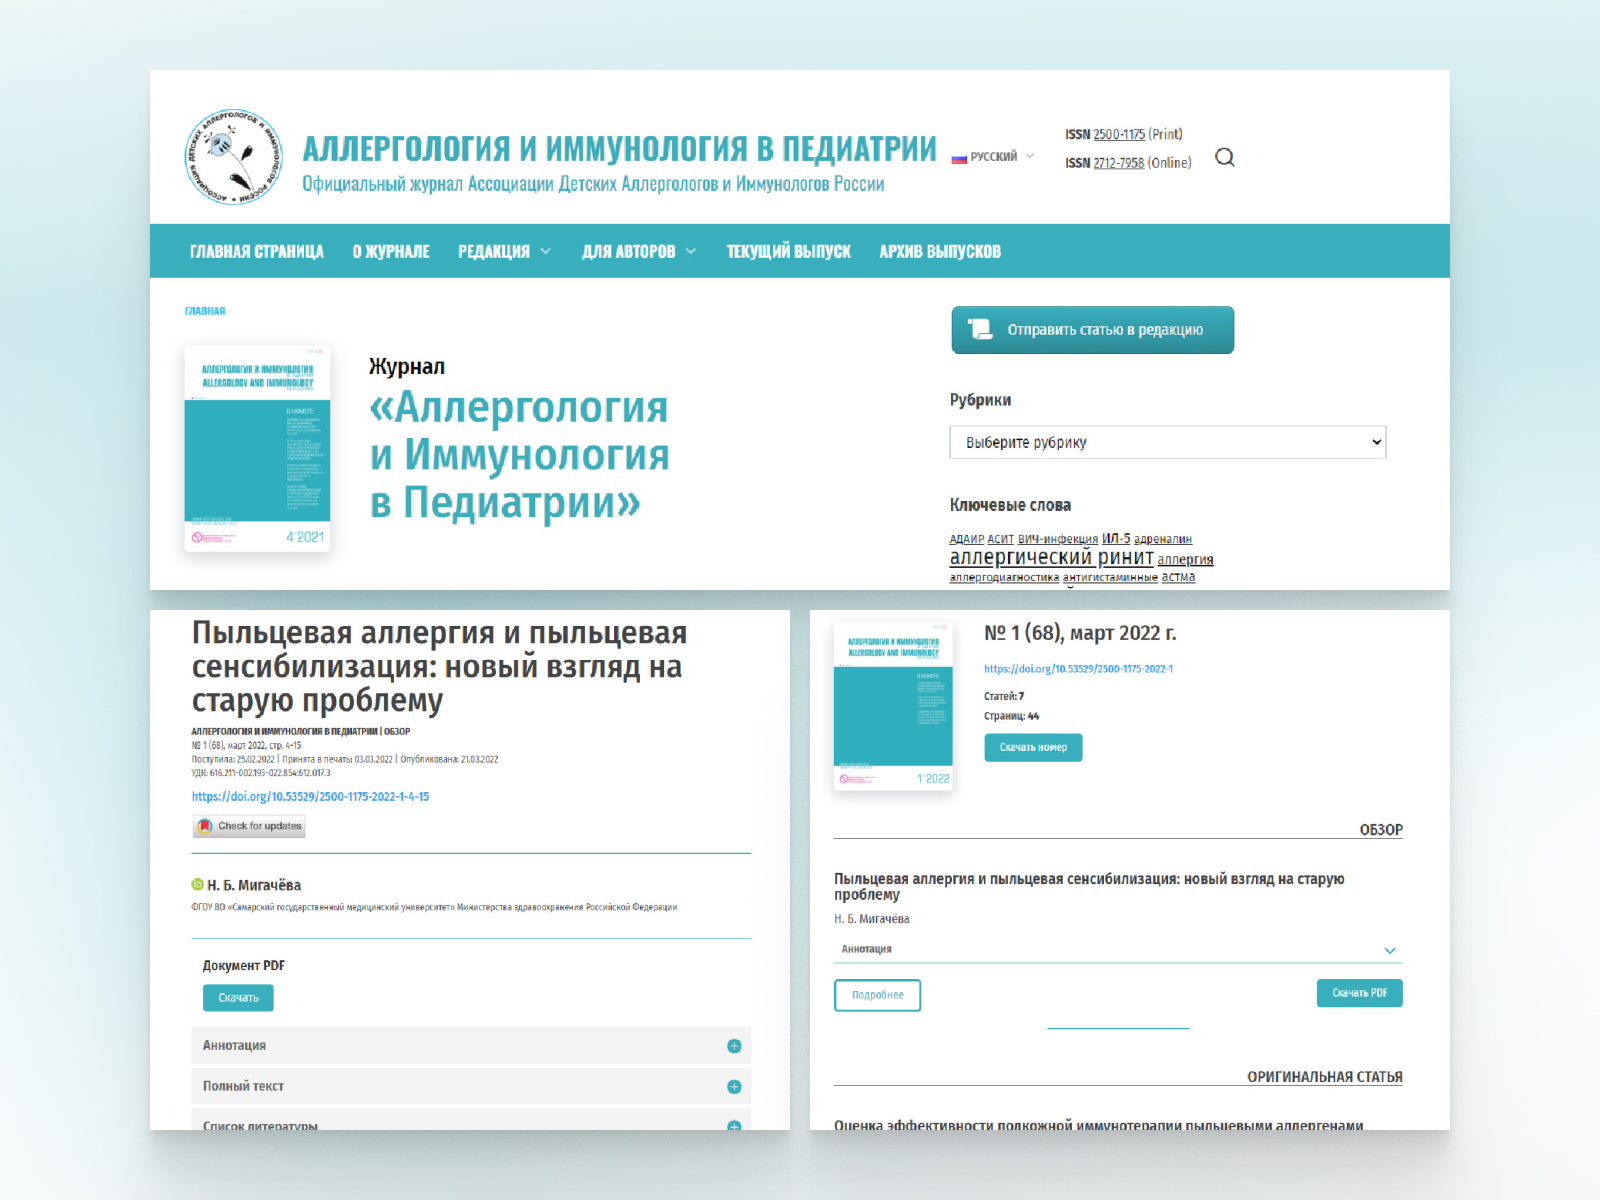 АССОЦИАЦИЯ ДЕТСКИХ АЛЛЕРГОЛОГОВ И ИММУНОЛОГОВ РОССИИ
АЛЛЕРГОЛОГИЯ И ИММУНОЛОГИЯ В ПЕДИАТРИИ
Официальный журнал Ассоциации Детских Аллергологов и Иммунологов России
РУССКИЙ
ISSN 2500-1175 (Print)
ISSN 2712-7958 (Online)
ГЛАВНАЯ СТРАНИЦА О ЖУРНАЛЕ РЕДАКЦИЯ ДЛЯ АВТОРОВ ТЕКУЩИЙ ВЫПУСК АРХИВ ВЫПУСКОВ
ГЛАВНАЯ
АЛЛЕРГОЛОГИЯ И ИММУНОЛОГИЯ
ALLERGOLOGY AND IMMUNOLOGY
В НОМЕРЕ:
4'2021
Журнал
«Аллергология
и Иммунология
в Педиатрии»
Отправить статью в редакцию
Рубрики
Выберите рубрику
Ключевые слова
АДАИР АСИТ ВИЧ-инфекция ИЛ-5 адреналин
аллергический ринит аллергия
аллергодиагностика антигистаминные астма
Пыльцевая аллергия и пыльцевая
сенсибилизация: новый взгляд на
старую проблему
АЛЛЕРГОЛОГИЯ И ИММУНОЛОГИЯ В ПЕДИАТРИИ | ОБЗОР
№ 1 (68), март 2022, стр. 4-15
Поступила: 25.02.2022 | Принята в печать: 03.03.2022 | Опубликована: 21.03.2022
УДК: 616.211-002.193-022.854:612.017.3
https://doi.org/10.53529/2500-1175-2022-1-4-15
Check for updates
iD Н. Б. Мигачёва
ФГОУ ВО «Самарский государственный медицинский университет» Министерства здравоохранения Российской Федерации
Документ PDF
Скачать
Аннотация
Полный текст
Список литературы
АЛЛЕРГОЛОГИЯ И ИММУНОЛОГИЯ
ALLERGOLOGY AND IMMUNOLOGY
В НОМЕРЕ:
1'2022
№ 1 (68), март 2022 г.
https://doi.org/10.53529/2500-1175-2022-1
Статей: 7
Страниц: 44
Скачать номер
ОБЗОР
Пыльцевая аллергия и пыльцевая сенсибилизация: новый взгляд на старую
проблему
Н. Б. Мигачёва
Аннотация
Подробнее
Скачать PDF
ОРИГИНАЛЬНАЯ СТАТЬЯ
Оценка эффективности подкожной иммунотерапии пыльцевыми аллергенами